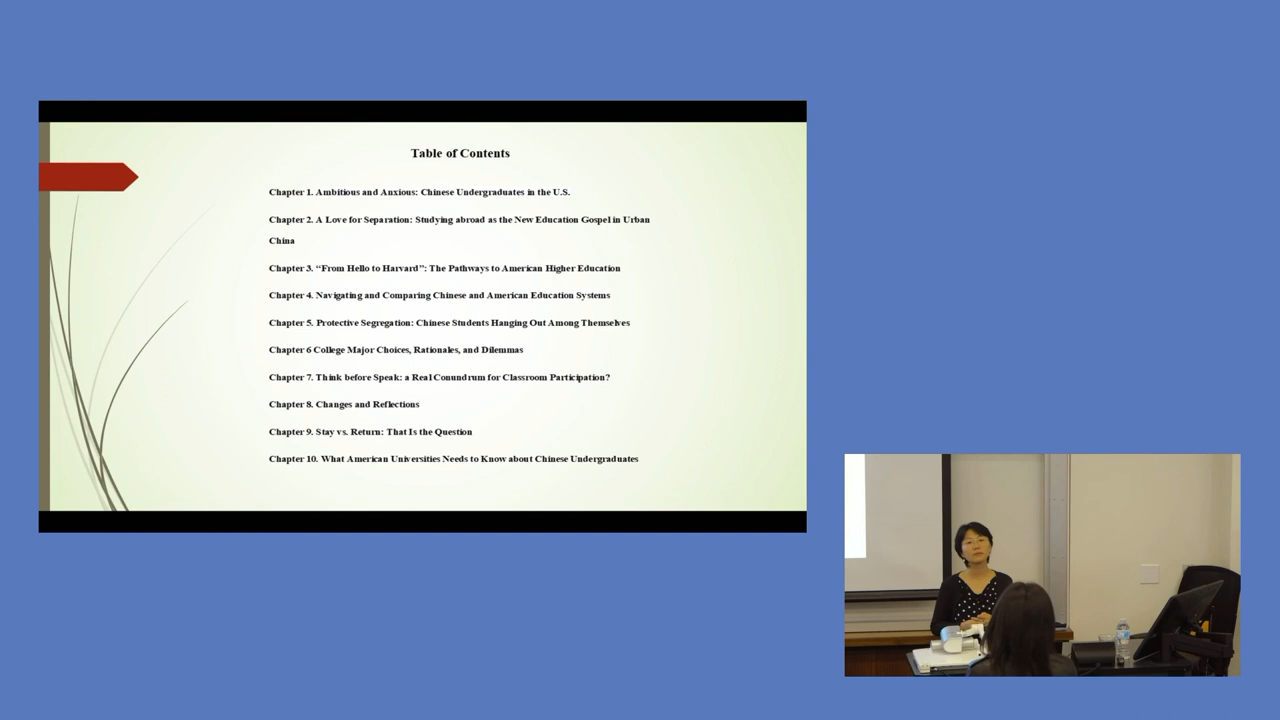 Table of Contents
Chapter 1. Ambitious and Anxious: Chinese Undergraduates in the U.S.
Chapter 2. A Love for Separation: Studying abroad as the New Education Gospel in Urban
China
Chapter 3. “From Hello to Harvard”: The Pathways to American Higher Education
Chapter 4. Navigating and Comparing Chinese and American Education Systems
Chapter 5. Protective Segregation: Chinese Students Hanging Out Among Themselves
Chapter 6 College Major Choices, Rationales, and Dilemmas
Chapter 7. Think before Speak: a Real Conundrum for Classroom Participation?
Chapter 8. Changes and Reflections
Chapter 9. Stay vs. Return: That Is the Question
Chapter 10. What American Universities Needs to Know about Chinese Undergraduates